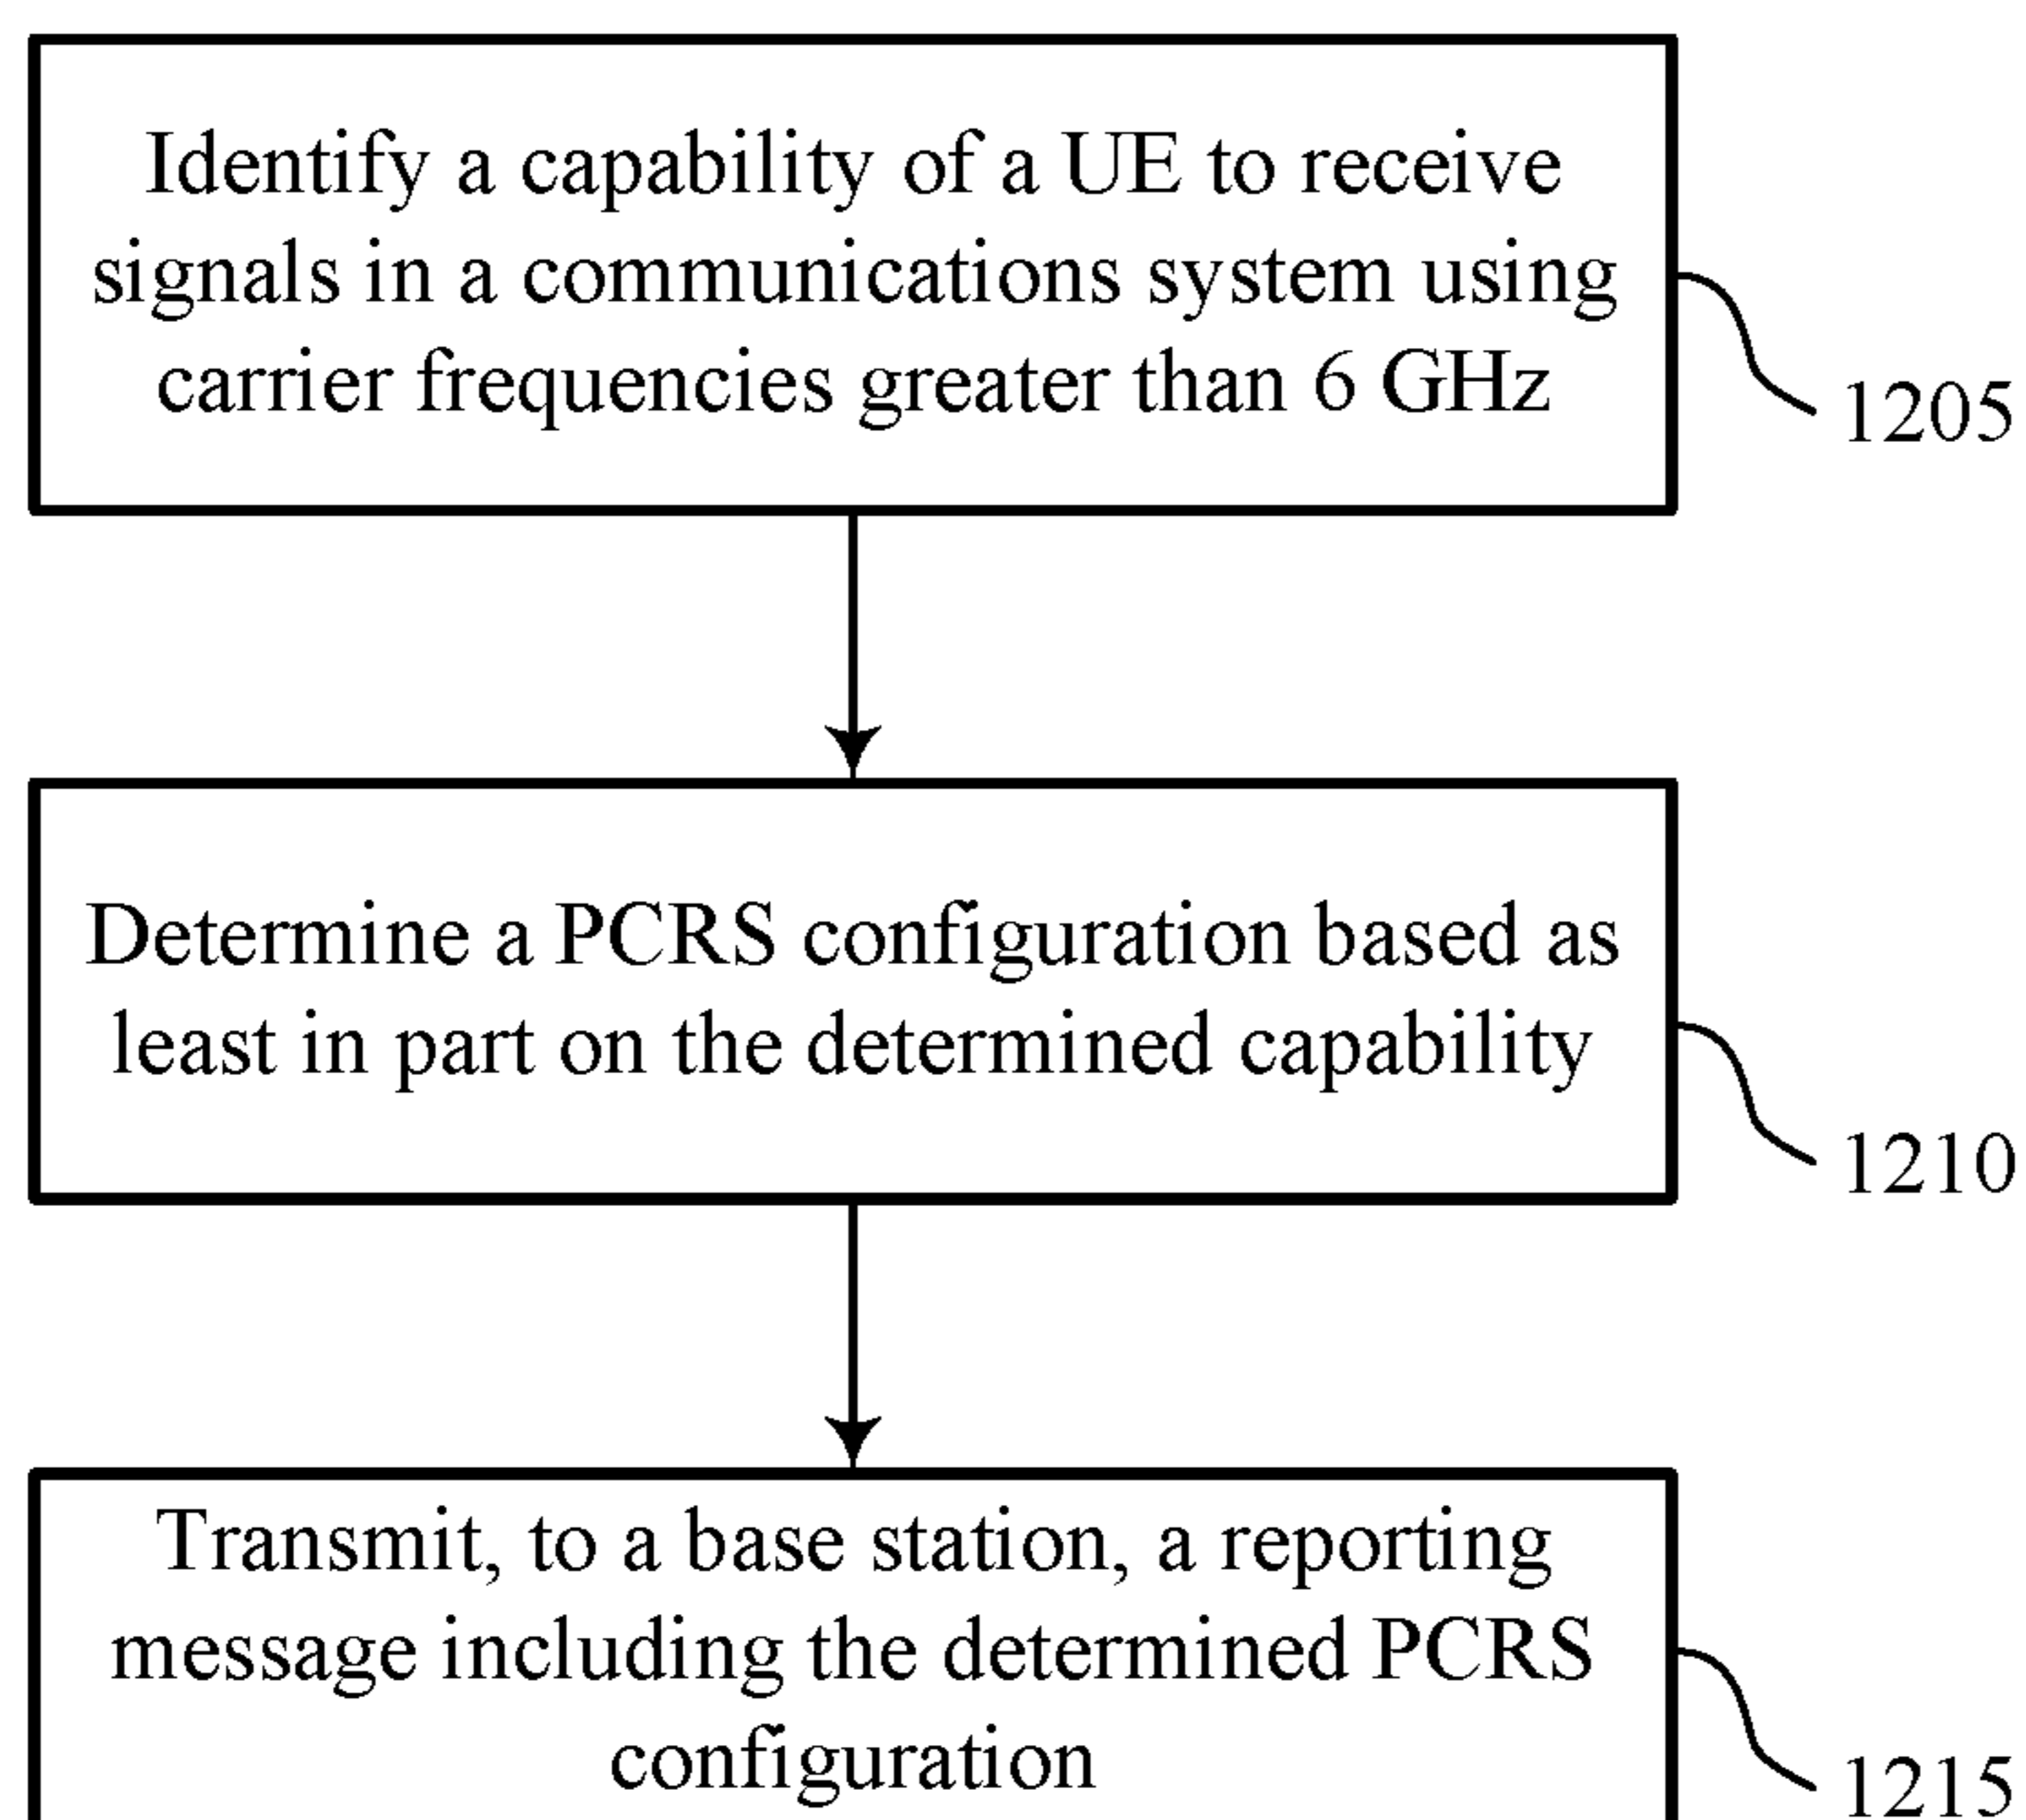 Identify a capability of a UE to receive
signals in a communications system using
carrier frequencies greater than 6 GHz
1205
Determine a PCRS configuration based as
least in part on the determined capability
1210
Transmit, to a base station, a reporting
message including the determined PCRS
configuration
1215